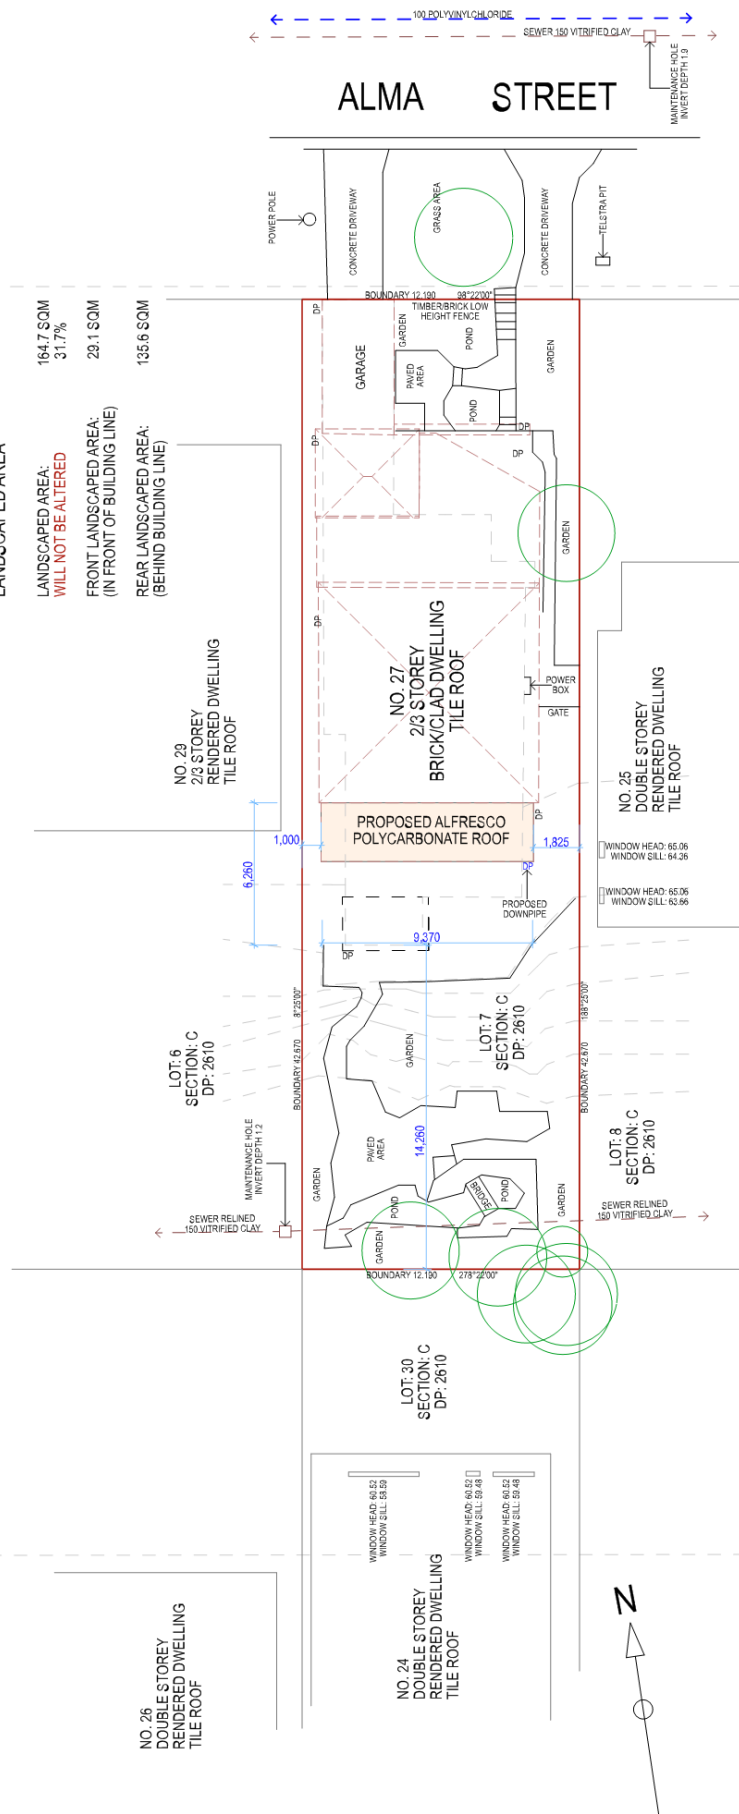 100 POLYVINYLCHLORIDE
SEWER 150 VITRIFIED CLAY
MAINTENANCE HOLE
INVERT DEPTH 1.9
ALMA STREET
POWER POLE
CONCRETE DRIVEWAY
GRASS AREA
CONCRETE DRIVEWAY
TELSTRA PIT
BOUNDARY 12.190 98°22'00"
TIMBER/BRICK LOW
HEIGHT FENCE
DP
GARAGE
GARDEN
POND
PAVED
AREA
POND
GARDEN
DP
DP
DP
LANDSCAPED AREA
LANDSCAPED AREA:
164.7 SQM
31.7%
WILL NOT BE ALTERED
FRONT LANDSCAPED AREA:
29.1 SQM
(IN FRONT OF BUILDING LINE)
REAR LANDSCAPED AREA:
135.6 SQM
(BEHIND BUILDING LINE)
GARDEN
DP
NO. 27
2/3 STOREY
BRICK/CLAD DWELLING
TILE ROOF
POWER
BOX
GATE
NO. 29
2/3 STOREY
RENDERED DWELLING
TILE ROOF
NO. 25
DOUBLE STOREY
RENDERED DWELLING
TILE ROOF
PROPOSED ALFRESCO
POLYCARBONATE ROOF
DP
1,000
1,825
6,260
WINDOW HEAD: 65.06
WINDOW SILL: 64.36
DP
WINDOW HEAD: 65.06
WINDOW SILL: 63.66
PROPOSED
DOWNPIPE
9,370
DP
8°25'00"
BOUNDARY 42.670
188°25'00"
BOUNDARY 42.670
LOT: 6
SECTION: C
DP: 2610
GARDEN
LOT: 7
SECTION: C
DP: 2610
LOT: 8
SECTION: C
DP: 2610
MAINTENANCE HOLE
INVERT DEPTH 1.2
PAVED
AREA
14,260
GARDEN
POND
BRIDGE
POND
GARDEN
SEWER RELINED
150 VITRIFIED CLAY
SEWER RELINED
150 VITRIFIED CLAY
GARDEN
BOUNDARY 12.190 278°22'00"
LOT: 30
SECTION: C
DP: 2610
WINDOW HEAD: 60.52
WINDOW SILL: 58.59
WINDOW HEAD: 60.52
WINDOW SILL: 59.48
WINDOW HEAD: 60.52
WINDOW SILL: 59.48
NO. 24
DOUBLE STOREY
RENDERED DWELLING
TILE ROOF
NO. 26
DOUBLE STOREY
RENDERED DWELLING
TILE ROOF
N